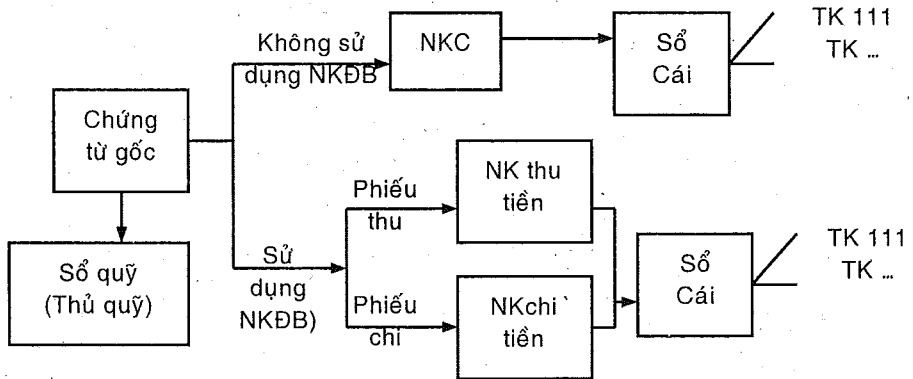 Chứng
từ gốc
Sổ quỹ
(Thủ quỹ)
Không sử
dụng NKĐB
NKC
Sổ
Cái
TK 111
TK ...
Sử
dụng
NKĐB)
Phiếu
thu
NK thu
tiền
Phiếu
chi
NKchi
tiền
Sổ
Cái
TK 111
TK ...